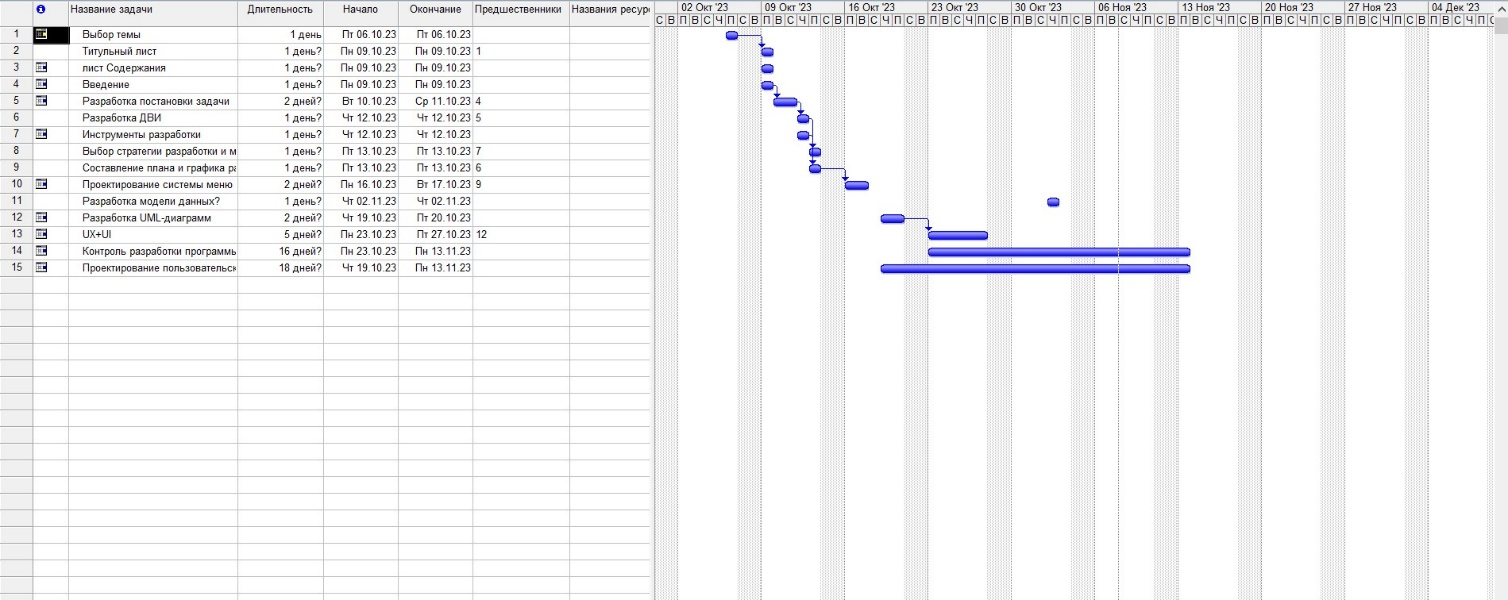 Название задачи Длительность Начало Окончание Предшественники Названия ресур 02 Окт '23 09 Окт '23 16 Окт '23 23 Окт '23 30 Окт '23 06 Ноя '23 13 Ноя '23 20 Ноя '23 27 Ноя '23 04 Дек '23
С В П В С Ч П С В П В С Ч П С В П В С Ч П С В П В С Ч П С В П В С Ч П С В П В С Ч П С В П В С Ч П С В П В С Ч П С В П В С Ч П С В П В С Ч П С
1 Выбор темы 1 день Пт 06.10.23 Пт 06.10.23
2 Титульный лист 1 день? Пн 09.10.23 Пн 09.10.23 1
3 лист Содержания 1 день? Пн 09.10.23 Пн 09.10.23
4 Введение 1 день? Пн 09.10.23 Пн 09.10.23
5 Разработка постановки задачи 2 дней? Вт 10.10.23 Ср 11.10.23 4
6 Разработка ДВИ 1 день? Чт 12.10.23 Чт 12.10.23 5
7 Инструменты разработки 1 день? Чт 12.10.23 Чт 12.10.23
8 Выбор стратегии разработки и м 1 день? Пт 13.10.23 Пт 13.10.23 7
9 Составление плана и графика ра 1 день? Пт 13.10.23 Пт 13.10.23 6
10 Проектирование системы меню 2 дней? Пн 16.10.23 Вт 17.10.23 9
11 Разработка модели данных? 1 день? Чт 02.11.23 Чт 02.11.23
12 Разработка UML-диаграмм 2 дней? Чт 19.10.23 Пт 20.10.23
13 UX+UI 5 дней? Пн 23.10.23 Пт 27.10.23 12
14 Контроль разработки программы 16 дней? Пн 23.10.23 Пн 13.11.23
15 Проектирование пользовательск 18 дней? Чт 19.10.23 Пн 13.11.23